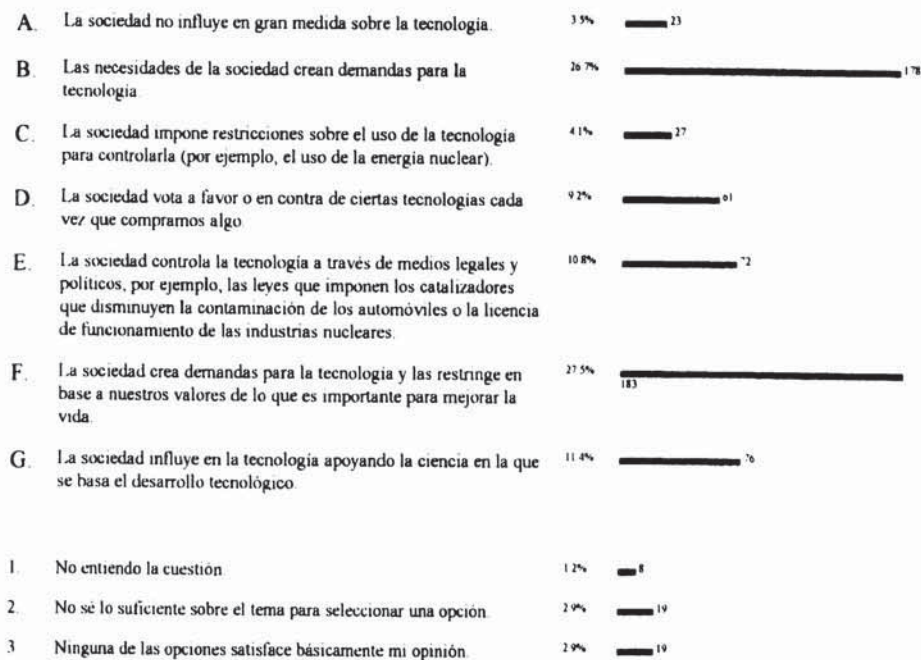 A. La sociedad no influye en gran medida sobre la tecnología. 3 5% 23
B. Las necesidades de la sociedad crean demandas para la 26 7% 178
tecnología
C. La sociedad impone restricciones sobre el uso de la tecnología 4 1% 27
para controlarla (por ejemplo, el uso de la energía nuclear).
D. La sociedad vota a favor o en contra de ciertas tecnologías cada 9 2% 61
vez que compramos algo
E. La sociedad controla la tecnología a través de medios legales y 10 8% 72
políticos, por ejemplo, las leyes que imponen los catalizadores
que disminuyen la contaminación de los automóviles o la licencia
de funcionamiento de las industrias nucleares.
F. La sociedad crea demandas para la tecnología y las restringe en 27 5%
base a nuestros valores de lo que es importante para mejorar la 183
vida.
G. La sociedad influye en la tecnología apoyando la ciencia en la que 11 4% 76
se basa el desarrollo tecnológico.
1. No entiendo la cuestión 1 2% 8
2. No sé lo suficiente sobre el tema para seleccionar una opción. 2 9% 19
3 Ninguna de las opciones satisface básicamente mi opinión. 2 9% 19